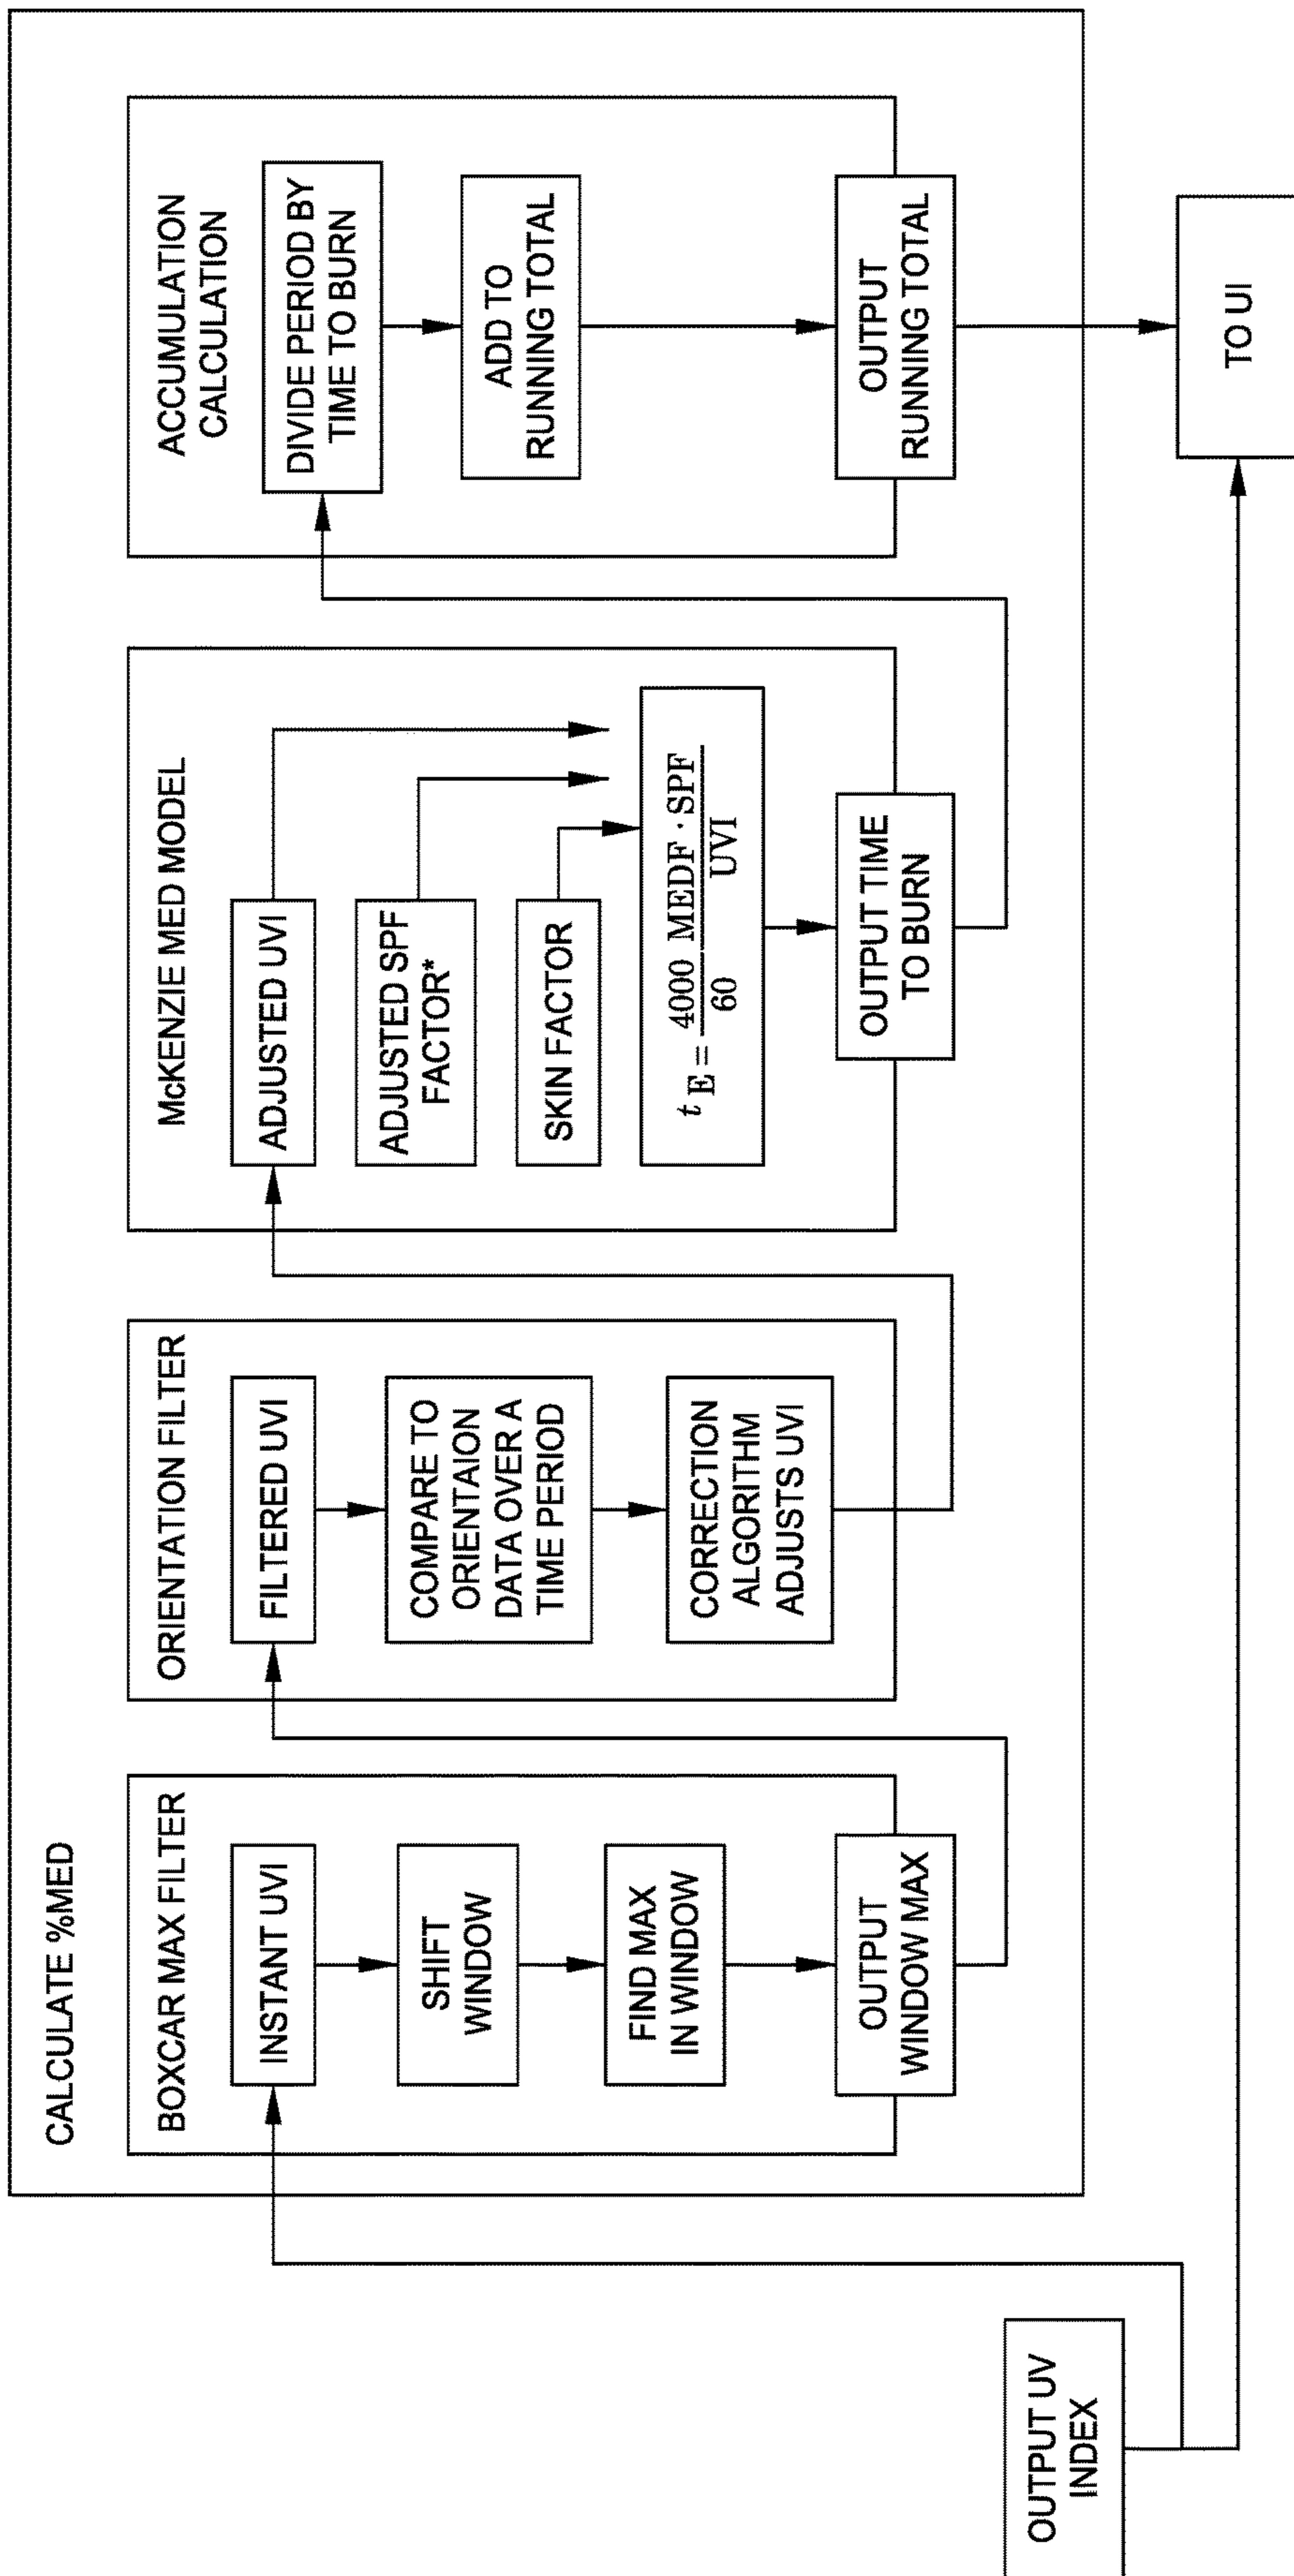 CALCULATE %MED
BOXCAR MAX FILTER
INSTANT UVI
SHIFT
WINDOW
FIND MAX
IN WINDOW
OUTPUT
WINDOW MAX
ORIENTATION FILTER
FILTERED UVI
COMPARE TO
ORIENTAION
DATA OVER A
TIME PERIOD
CORRECTION
ALGORITHM
ADJUSTS UVI
McKENZIE MED MODEL
ADJUSTED UVI
ADJUSTED SPF
FACTOR*
SKIN FACTOR
t E = 4000 MEDF · SPF
60 UVI
OUTPUT TIME
TO BURN
ACCUMULATION
CALCULATION
DIVIDE PERIOD BY
TIME TO BURN
ADD TO
RUNNING TOTAL
OUTPUT
RUNNING TOTAL
OUTPUT UV
INDEX
TO UI